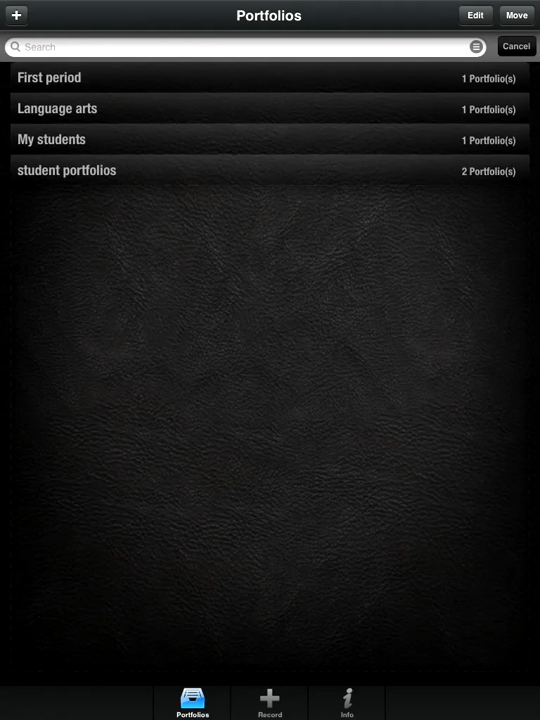 Portfolios
Edit
Move
Search
Cancel
First period
1 Portfolio(s)
Language arts
1 Portfolio(s)
My students
1 Portfolio(s)
student portfolios
2 Portfolio(s)
Portfolios
Record
Info